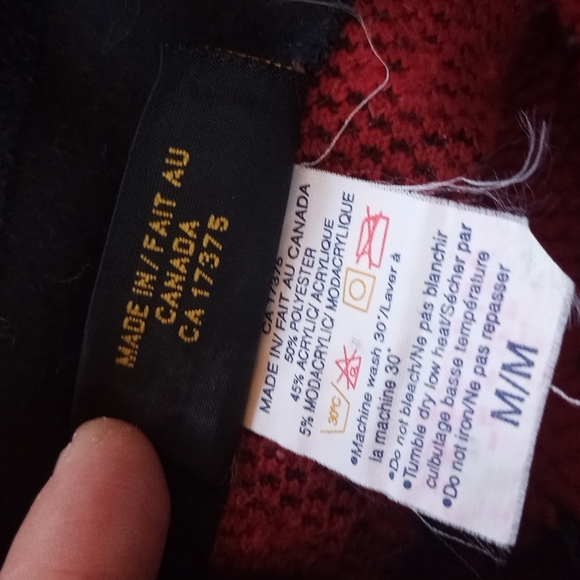 MADE IN/FAIT AU
CANADA
CA 17375
CA 17375
MADE IN/FAIT AU CANADA
50% POLYESTER
45% ACRYLIC/ ACRYLIQUE
5% MODACRYLIC/ MODACRYLIQUE
30°C
•Machine wash 30°/Laver à
la machine 30°
•Do not bleach/Ne pas blanchir
•Tumble dry low heat/Sécher par
culbutage basse température
•Do not iron/Ne pas repasser
M/M